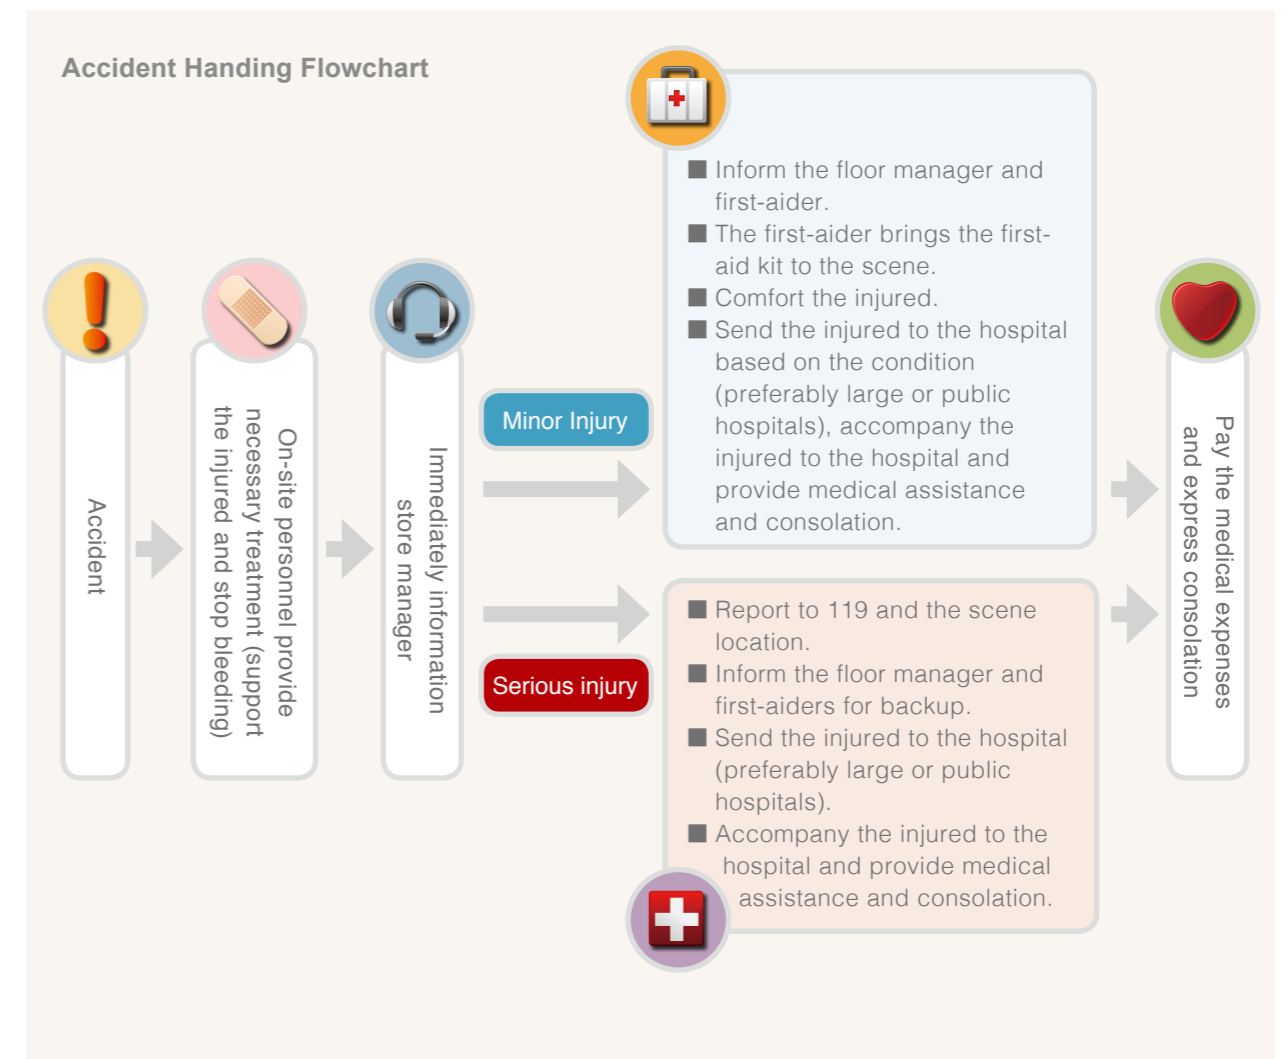 Accident Handing Flowchart
Accident
On-site personnel provide
necessary treatment (support
the injured and stop bleeding)
Immediately information
store manager
Minor Injury
■ Inform the floor manager and
first-aider.
■ The first-aider brings the first-
aid kit to the scene.
■ Comfort the injured.
■ Send the injured to the hospital
based on the condition
(preferably large or public
hospitals), accompany the
injured to the hospital and
provide medical assistance
and consolation.
Serious injury
■ Report to 119 and the scene
location.
■ Inform the floor manager and
first-aiders for backup.
■ Send the injured to the hospital
(preferably large or public
hospitals).
■ Accompany the injured to the
hospital and provide medical
assistance and consolation.
Pay the medical expenses
and express consolation